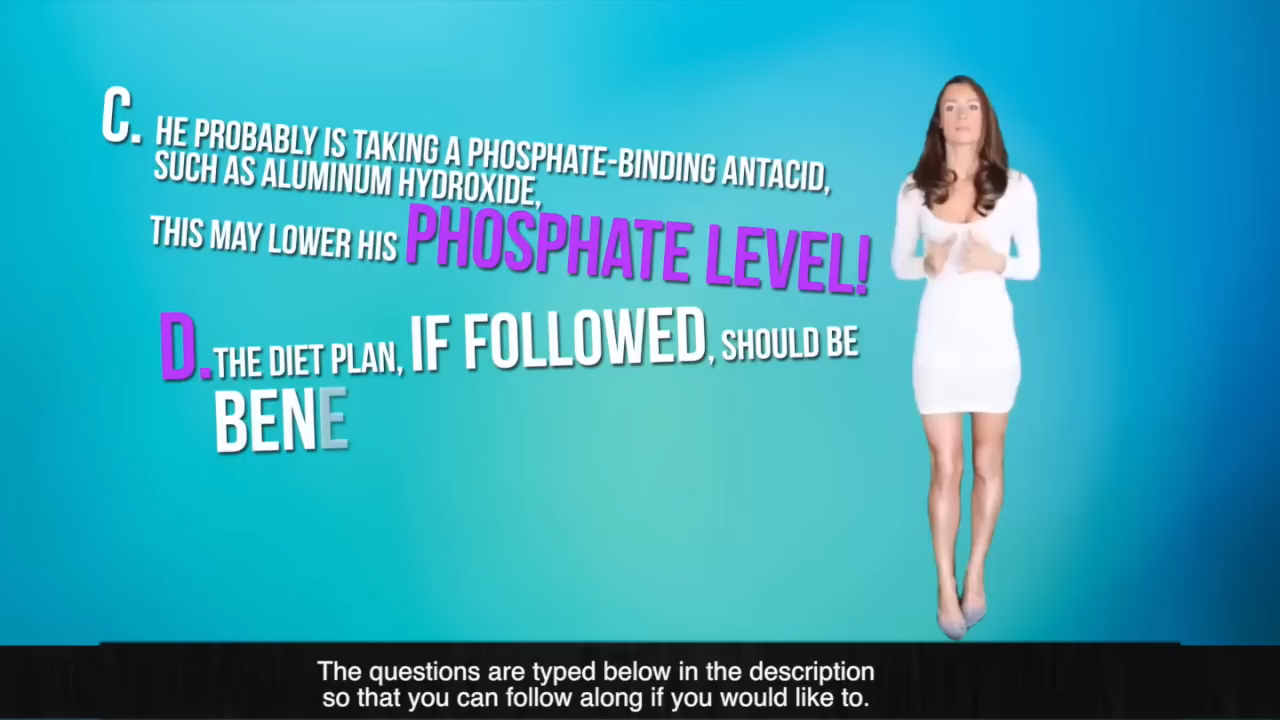 C. HE PROBABLY IS TAKING A PHOSPHATE-BINDING ANTACID,
SUCH AS ALUMINUM HYDROXIDE,
THIS MAY LOWER HIS PHOSPHATE LEVEL!
D. THE DIET PLAN, IF FOLLOWED, SHOULD BE
BENE
The questions are typed below in the description
so that you can follow along if you would like to.